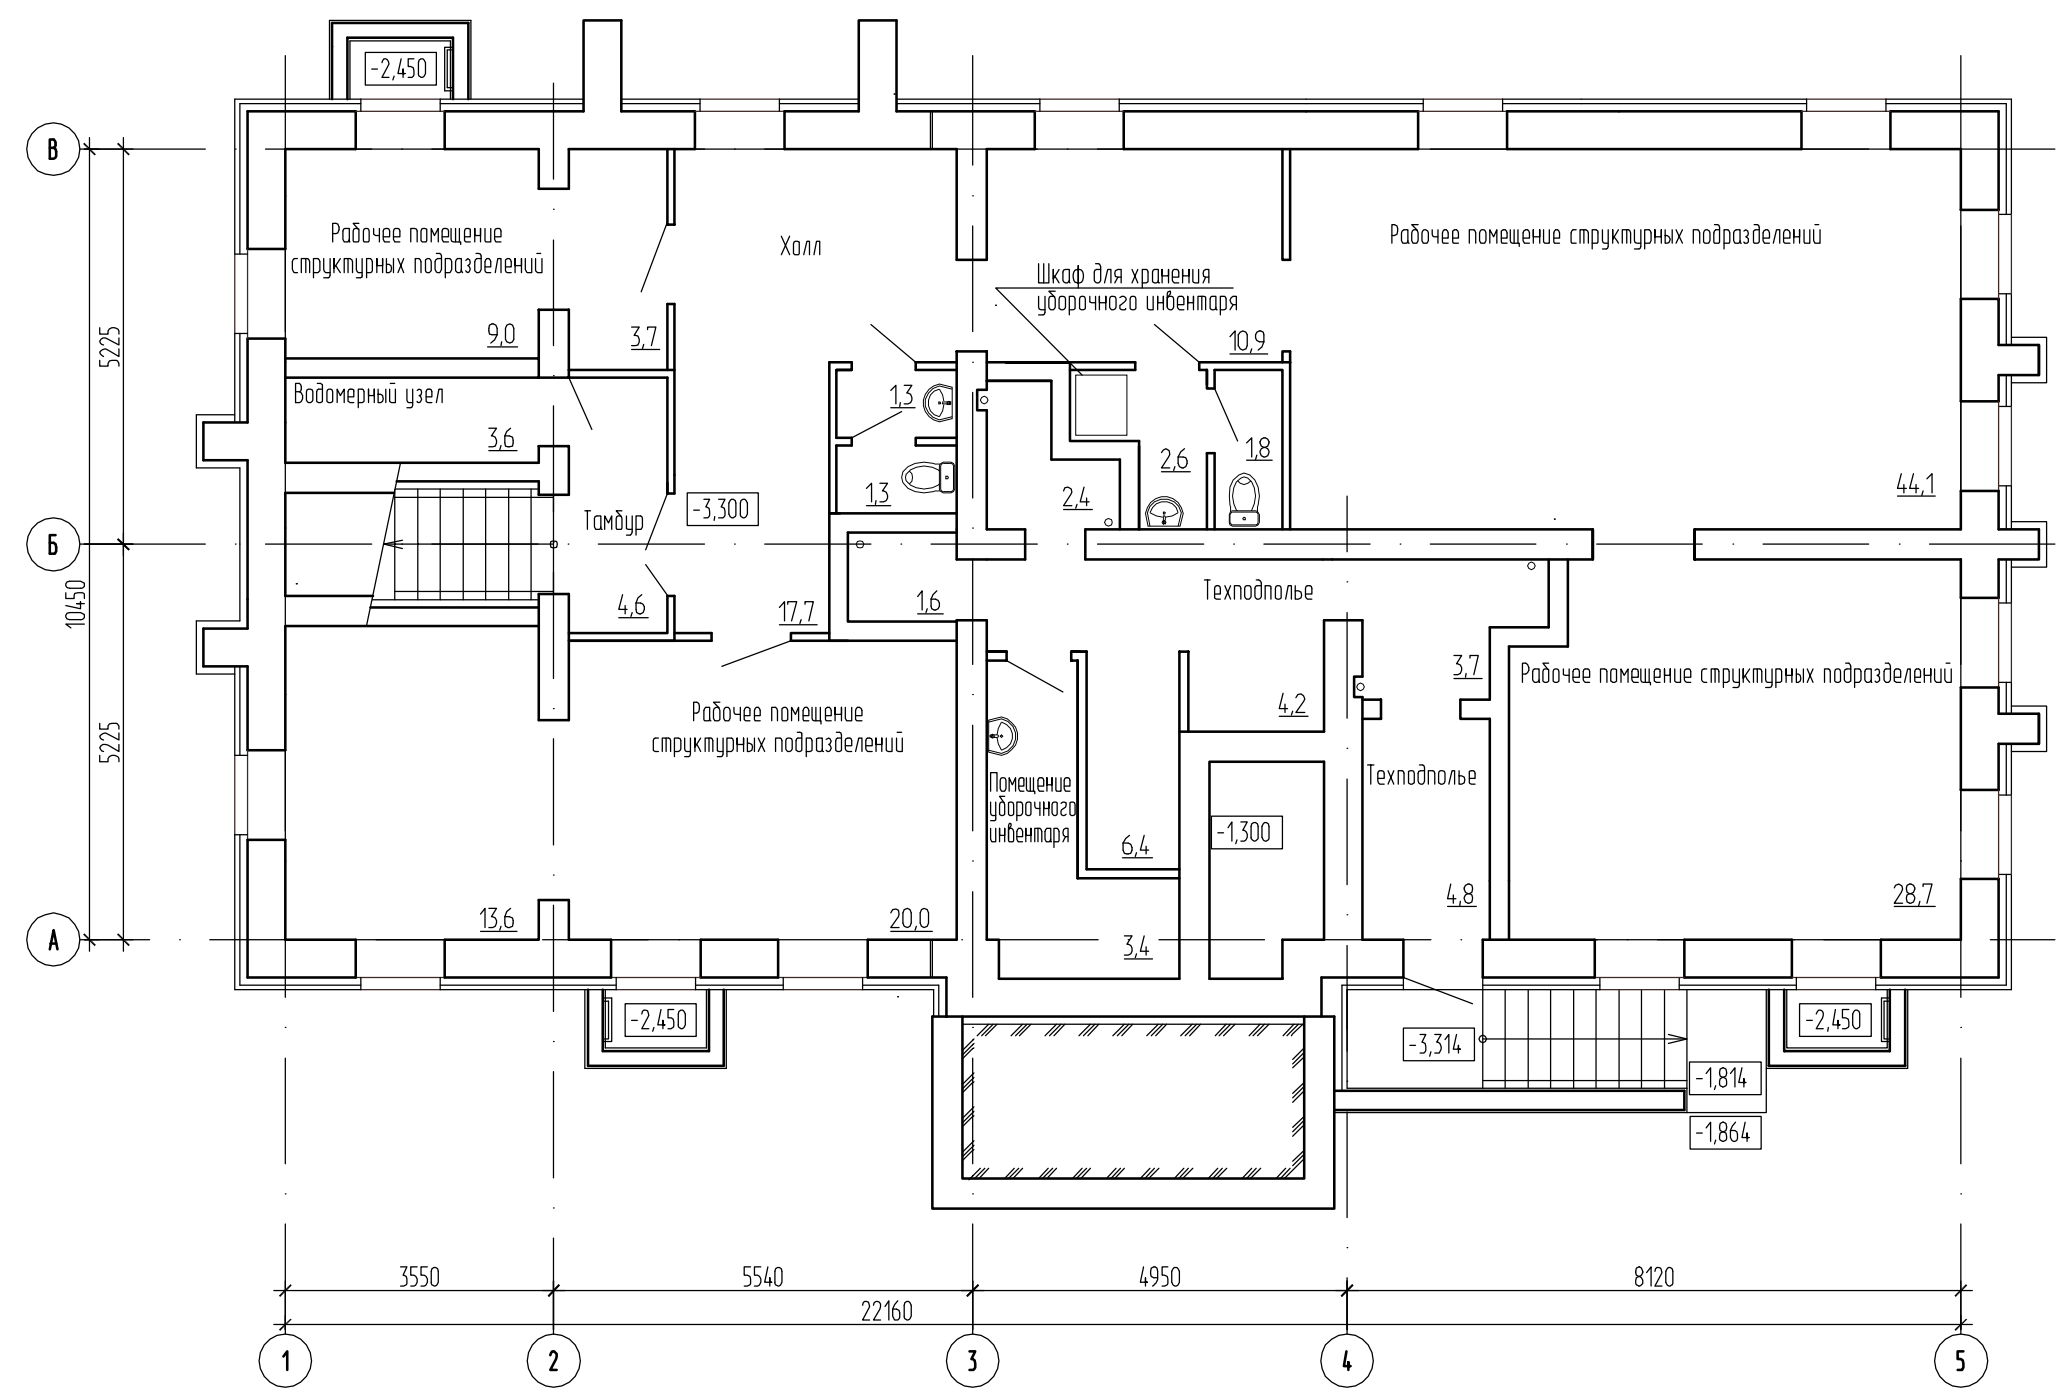 -2,450
В
Рабочее помещение
структурных подразделений
Холл
Рабочее помещение структурных подразделений
Шкаф для хранения
уборочного инвентаря
9,0
3,7
10,9
5225
Водомерный узел
3,6
1,3
1,3
2,6
1,8
2,4
44,1
-3,300
Тамбур
Б
10450
4,6
17,7
1,6
Техподполье
3,7
Рабочее помещение структурных подразделений
4,2
Рабочее помещение
структурных подразделений
5225
Помещение
уборочного
инвентаря
Техподполье
-1,300
6,4
4,8
28,7
13,6
20,0
3,4
А
-2,450
-3,314
-2,450
-1,814
-1,864
3550
5540
4950
8120
22160
1
2
3
4
5